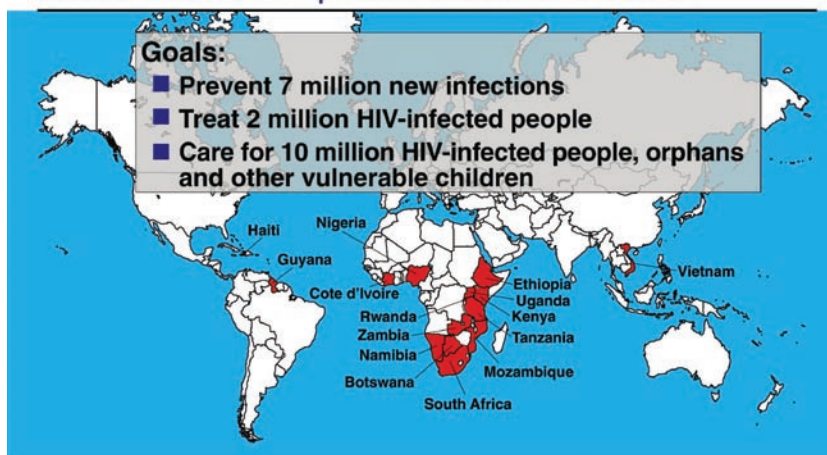 Goals:
Prevent 7 million new infections
Treat 2 million HIV-infected people
Care for 10 million HIV-infected people, orphans
and other vulnerable children
Haiti
Nigeria
Guyana
Cote d'Ivoire
Ethiopia
Uganda
Vietnam
Rwanda
Kenya
Zambia
Tanzania
Namibia
Mozambique
Botswana
South Africa